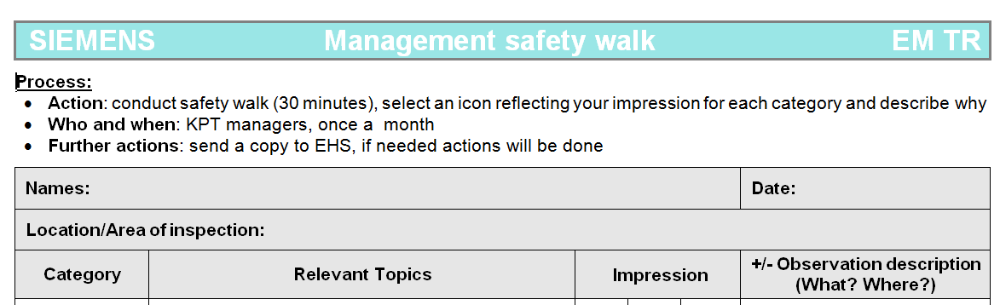 SIEMENS Management safety walk EM TR
Process:
• Action: conduct safety walk (30 minutes), select an icon reflecting your impression for each category and describe why
• Who and when: KPT managers, once a  month
• Further actions: send a copy to EHS, if needed actions will be done
Names: Date:
Location/Area of inspection:
Category Relevant Topics Impression +/- Observation description
(What? Where?)